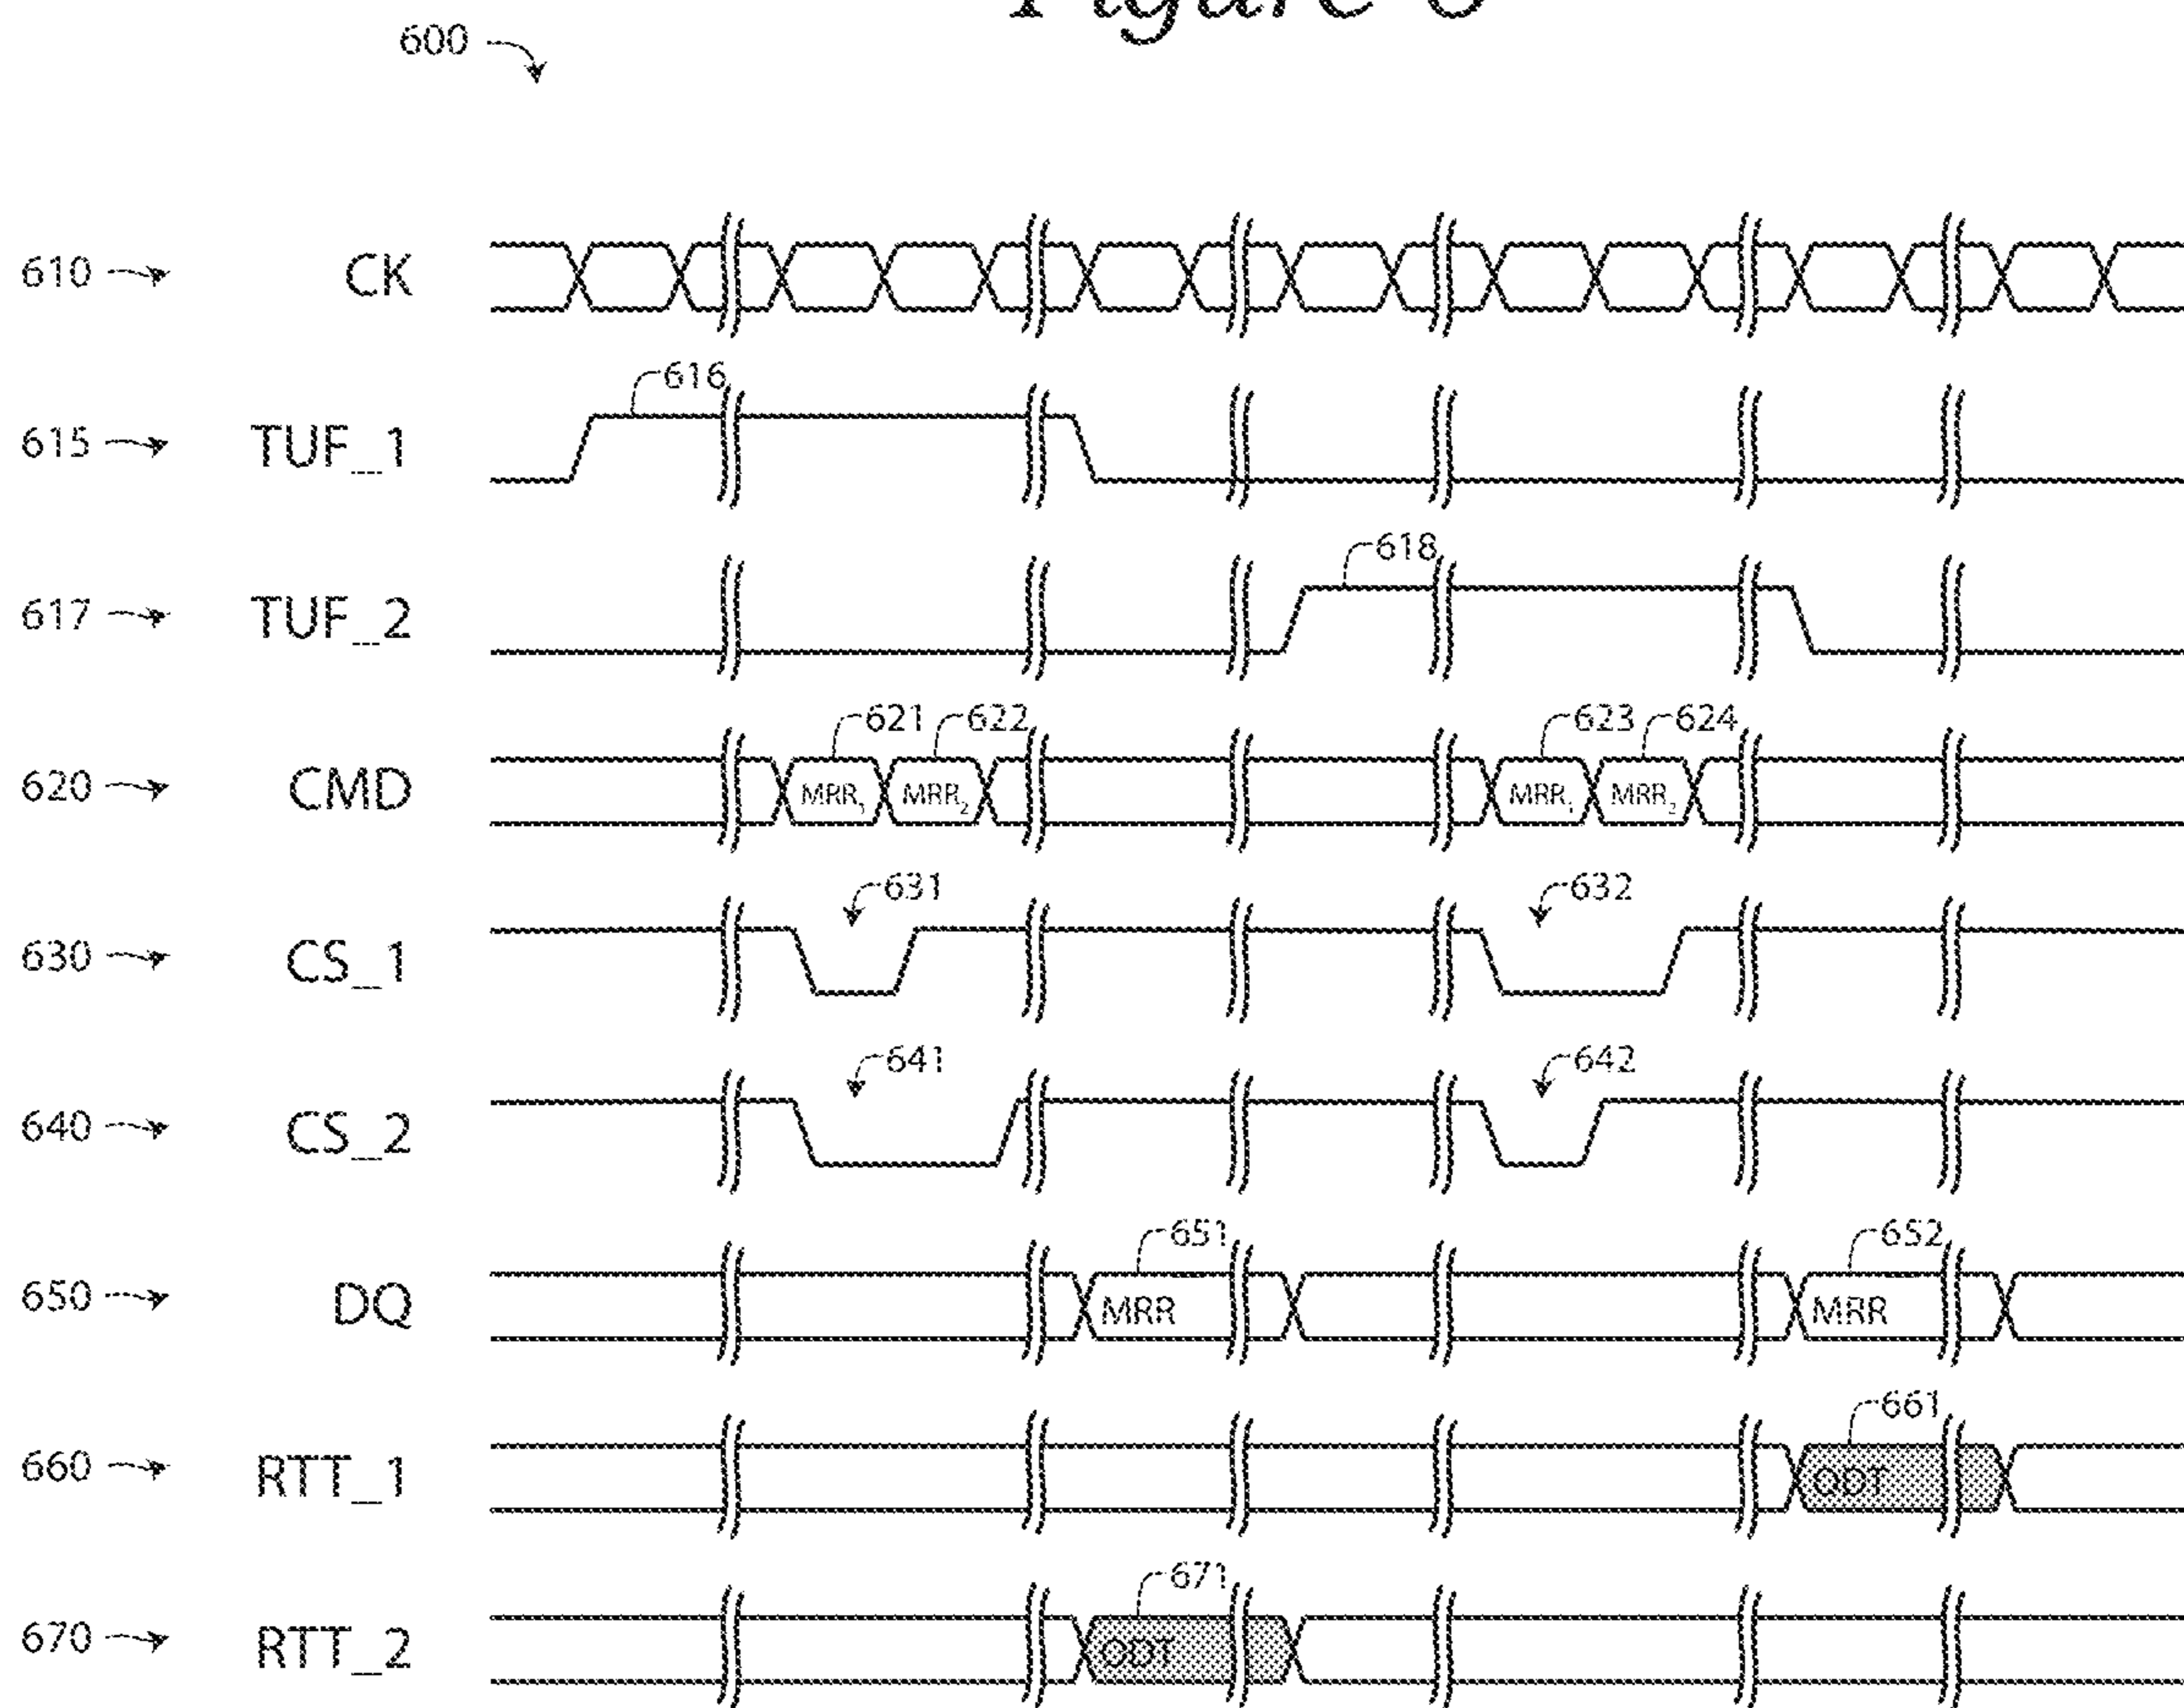 600
610 CK
616
615 TUF_1
618
617 TUF_2
621 622 623 624
620 CMD MRR₁ MRR₂ MRR₁ MRR₂
631 632
630 CS_1
641 642
640 CS_2
651 652
650 DQ MRR MRR
661
660 RTT_1 ODT
671
670 RTT_2 ODT